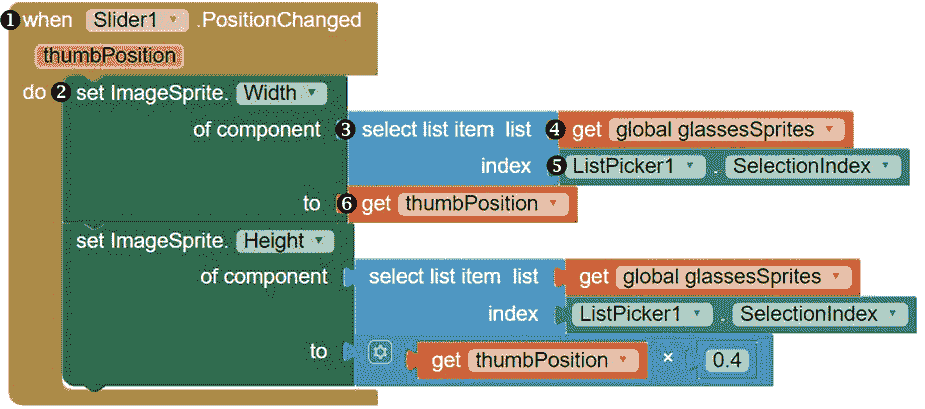 ❶ when Slider1 .PositionChanged
thumbPosition
do ❷ set ImageSprite. Width
of component ❸ select list item list ❹ get global glassesSprites
index ❺ ListPicker1 . SelectionIndex
to ❻ get thumbPosition
set ImageSprite. Height
of component select list item list get global glassesSprites
index ListPicker1 . SelectionIndex
to get thumbPosition × 0.4